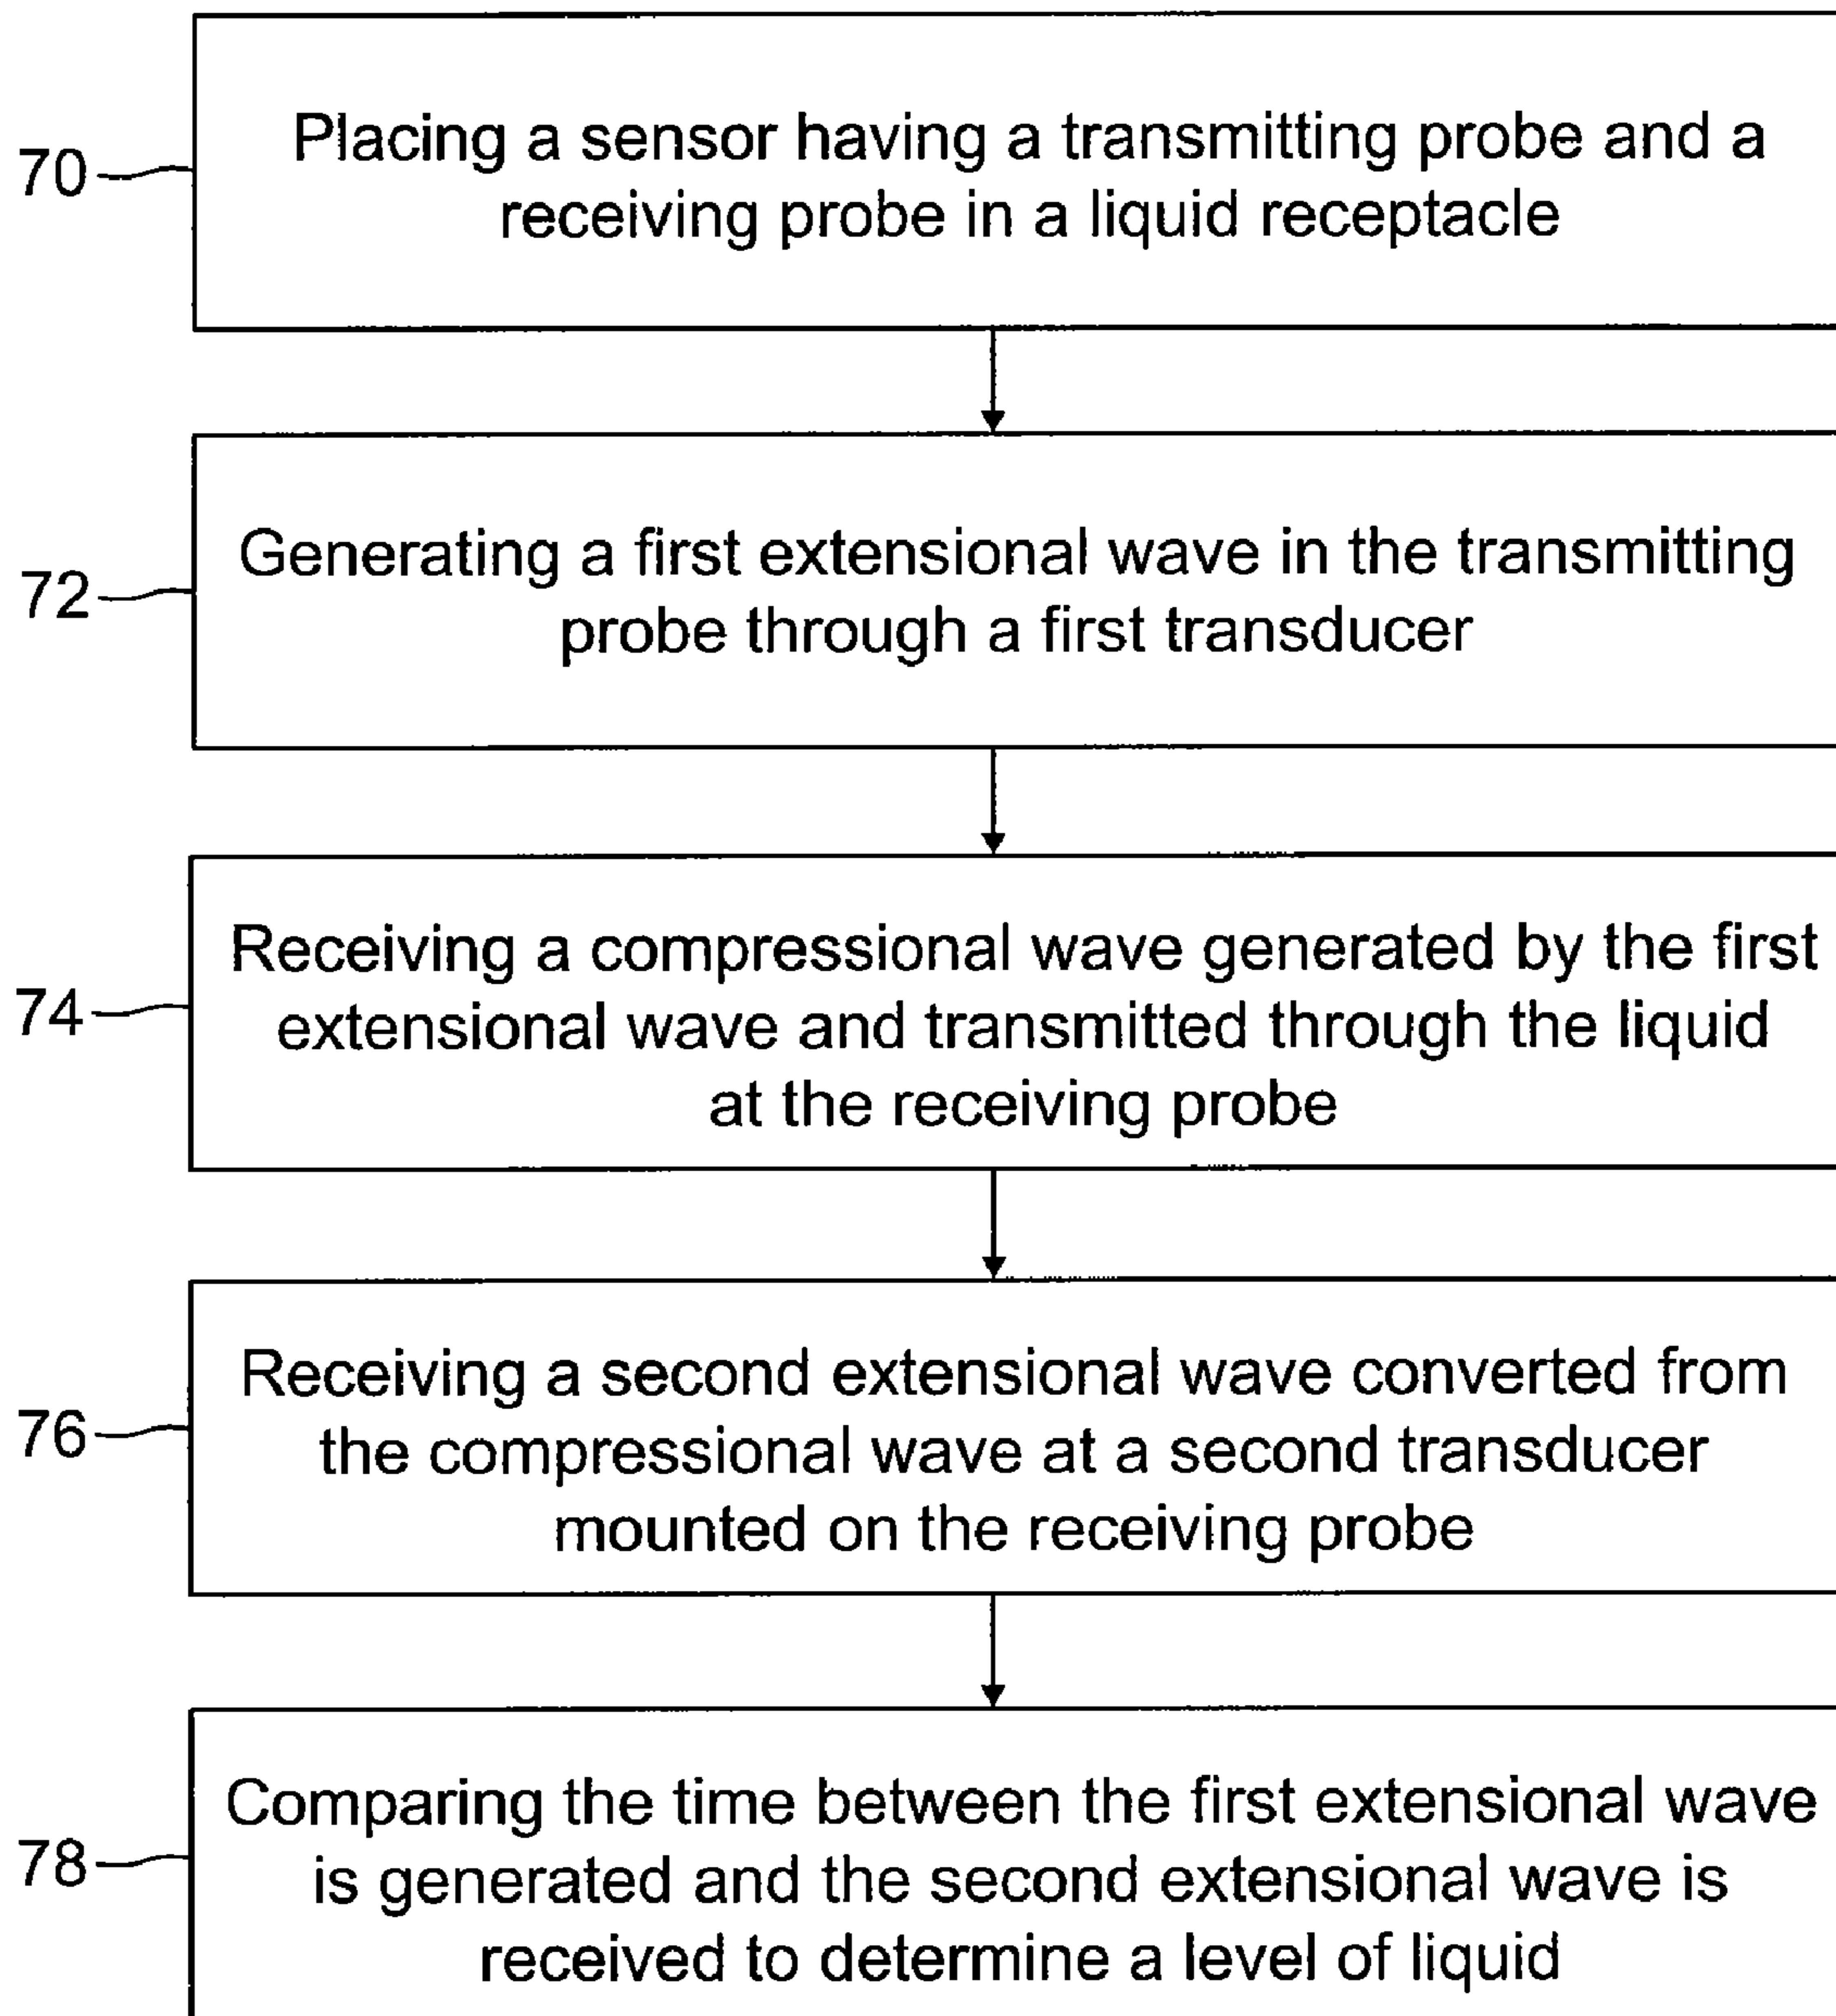 70
Placing a sensor having a transmitting probe and a
receiving probe in a liquid receptacle
72
Generating a first extensional wave in the transmitting
probe through a first transducer
74
Receiving a compressional wave generated by the first
extensional wave and transmitted through the liquid
at the receiving probe
76
Receiving a second extensional wave converted from
the compressional wave at a second transducer
mounted on the receiving probe
78
Comparing the time between the first extensional wave
is generated and the second extensional wave is
received to determine a level of liquid